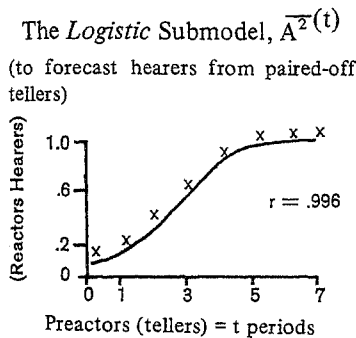 The Logistic Submodel, A²(t)
(to forecast hearers from paired-off
tellers)
(Reactors Hearers)
1.0
.6
.2
0
r = .996
0 1 3 5 7
Preactors (tellers) = t periods